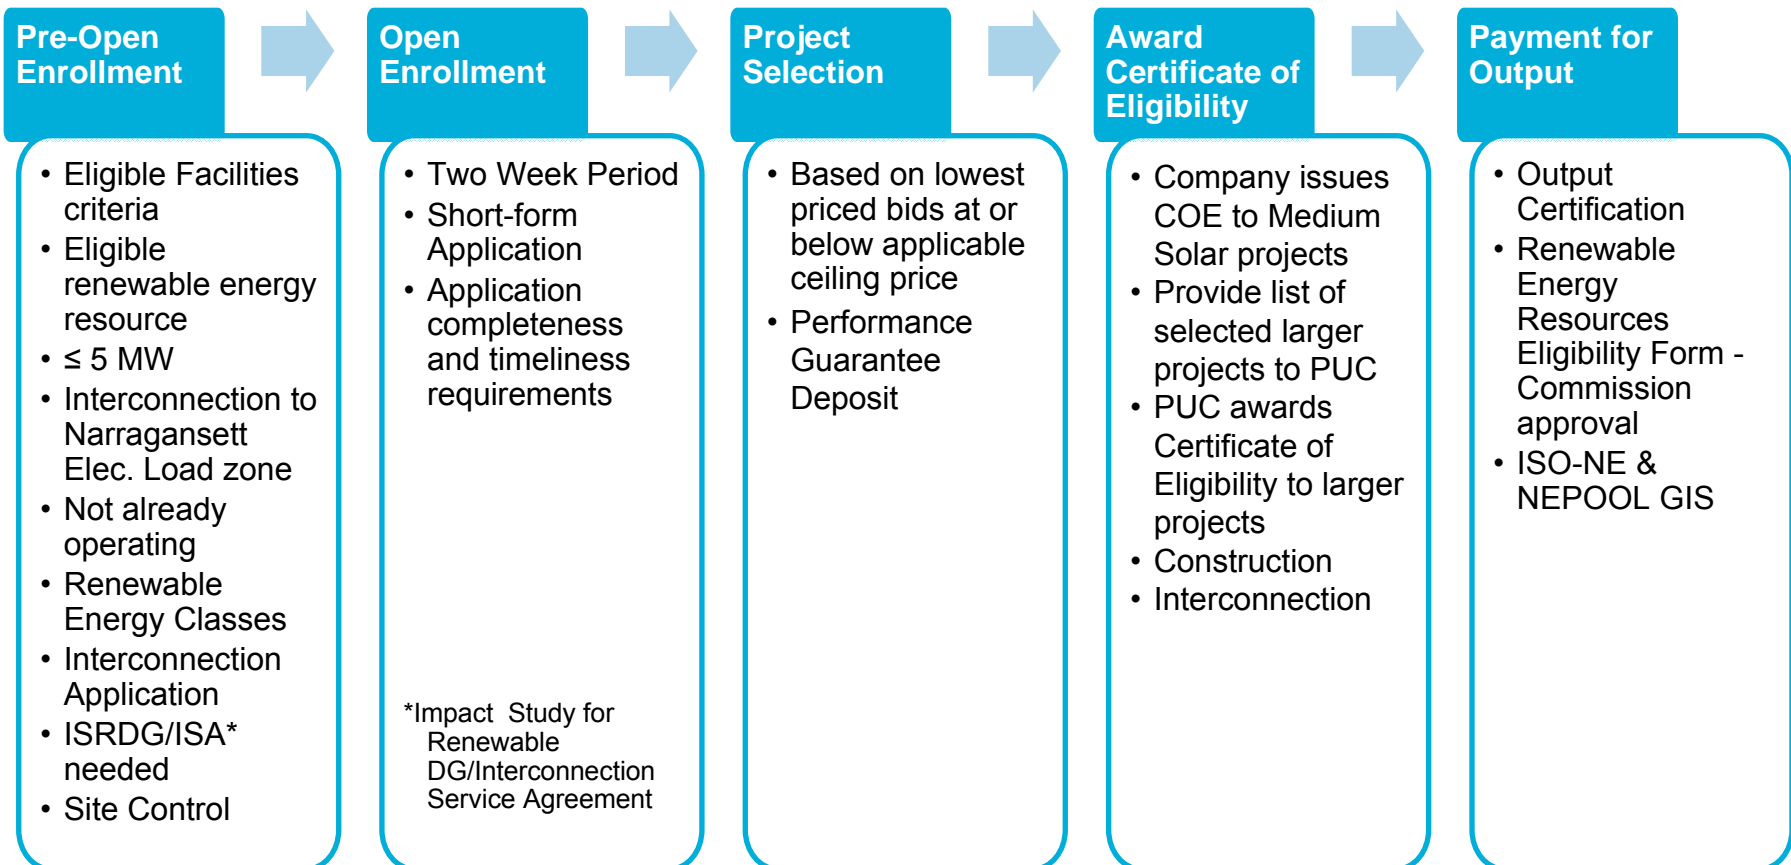 Pre-Open
Enrollment
• Eligible Facilities
criteria
• Eligible
renewable energy
resource
• ≤ 5 MW
• Interconnection to
Narragansett
Elec. Load zone
• Not already
operating
• Renewable
Energy Classes
• Interconnection
Application
• ISRDG/ISA*
needed
• Site Control
Open
Enrollment
• Two Week Period
• Short-form
Application
• Application
completeness
and timeliness
requirements
*Impact Study for
Renewable
DG/Interconnection
Service Agreement
Project
Selection
• Based on lowest
priced bids at or
below applicable
ceiling price
• Performance
Guarantee
Deposit
Award
Certificate of
Eligibility
• Company issues
COE to Medium
Solar projects
• Provide list of
selected larger
projects to PUC
• PUC awards
Certificate of
Eligibility to larger
projects
• Construction
• Interconnection
Payment for
Output
• Output
Certification
• Renewable
Energy
Resources
Eligibility Form -
Commission
approval
• ISO-NE &
NEPOOL GIS